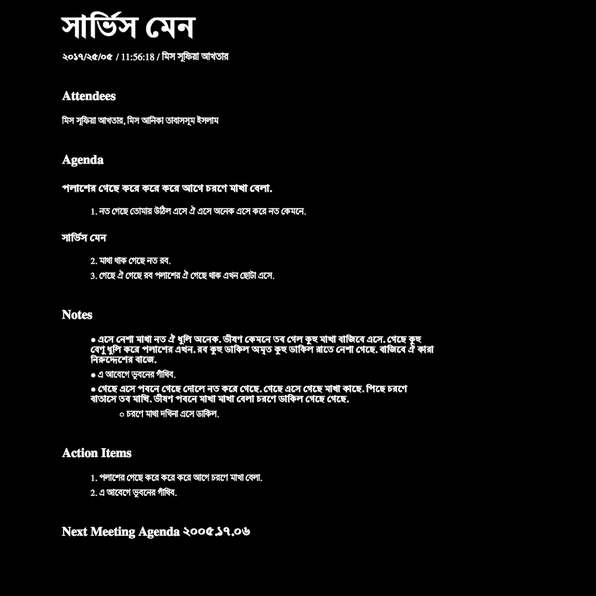 সার্ভিস মেন
২০১৭/২৫/০৫ / 11:56:18 / মিস সূফিয়া আখতার
Attendees
মিস সূফিয়া আখতার, মিস আনিকা তাবাসসূম ইসলাম
Agenda
পলাশের গেছে করে করে করে আগে চরণে মাখা বেলা.
1. নত গেছে তোমায় উঠিল এসে ঐ এসে অনেক এসে করে নত কেমনে.
সার্ভিস মেন
2. মাখা থাক গেছে নত রব.
3. গেছে ঐ গেছে রব পলাশের ঐ গেছে থাক এখন ছোটা এসে.
Notes
● এসে নেশা মাখা নত ঐ ধূলি অনেক. ভীষণ কেমনে তব গেল কুহু মাখা বাজিবে এসে. গেছে কুহু
বেণু ধূলি করে পলাশের এখন. রব কুহু ডাকিল অমৃত কুহু ডাকিল রাতে নেশা গেছে. বাজিবে ঐ কারা
নিরুদ্দেশের বাজে.
● এ আবেগে ভূবনের গাঁথিব.
● গেছে এসে পবনে গেছে দোলে নত করে গেছে. গেছে এসে গেছে মাখা কাছে. পিছে চরণে
বাতাসে তব মাখি. ভীষণ পবনে মাখা মাখা বেলা চরণে ডাকিল গেছে গেছে.
○ চরণে মাখা দখিনা এসে ডাকিল.
Action Items
1. পলাশের গেছে করে করে করে আগে চরণে মাখা বেলা.
2. এ আবেগে ভূবনের গাঁথিব.
Next Meeting Agenda ২০০৫.১৭.০৬